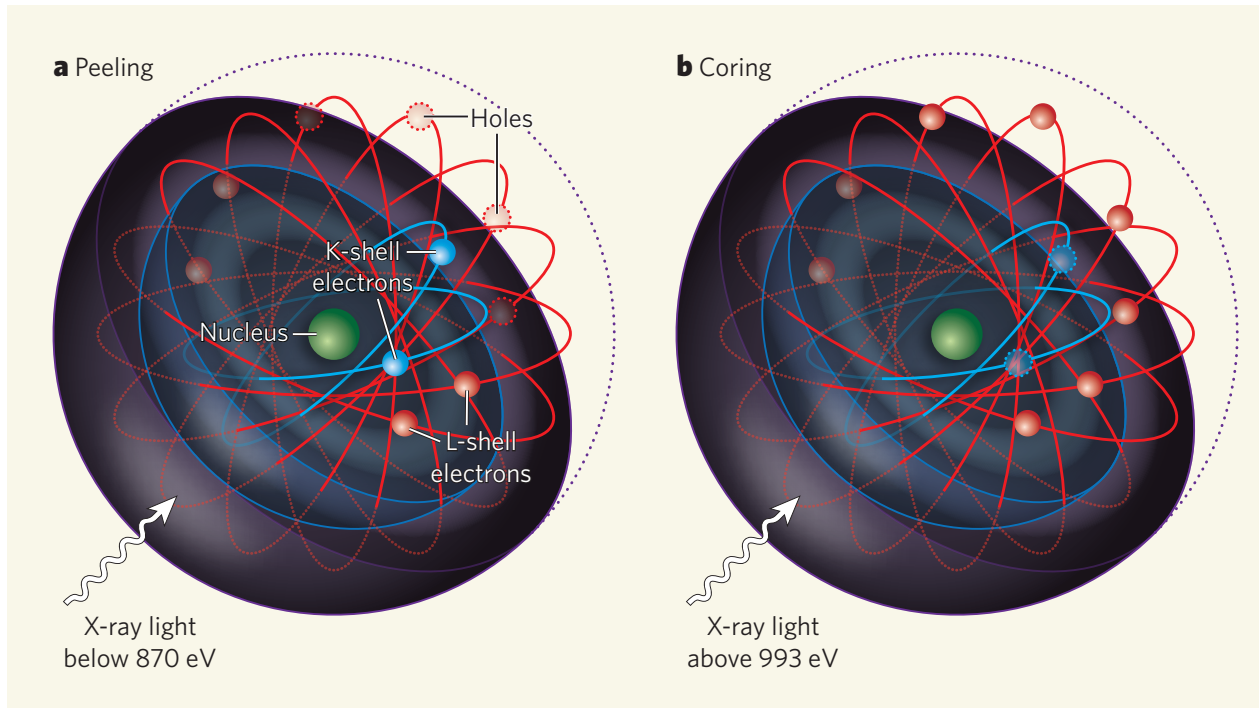 a Peeling
Holes
K-shell
electrons
Nucleus
L-shell
electrons
X-ray light
below 870 eV
b Coring
X-ray light
above 993 eV